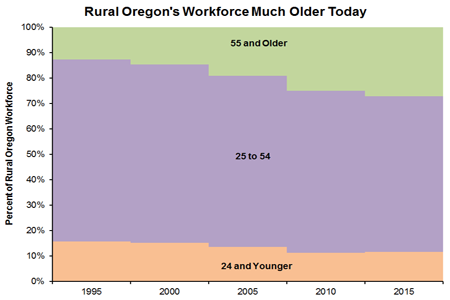 Rural Oregon's Workforce Much Older Today
Percent of Rural Oregon Workforce
100%
90%
80%
70%
60%
50%
40%
30%
20%
10%
0%
55 and Older
25 to 54
24 and Younger
1995 2000 2005 2010 2015